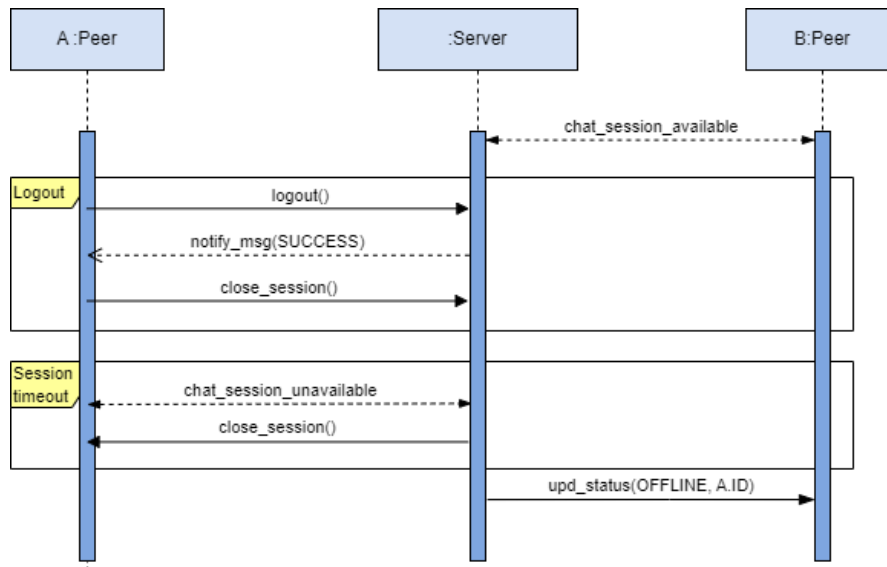 A :Peer
:Server
B:Peer
chat_session_available
Logout
logout()
notify_msg(SUCCESS)
close_session()
Session
timeout
chat_session_unavailable
close_session()
upd_status(OFFLINE, A.ID)